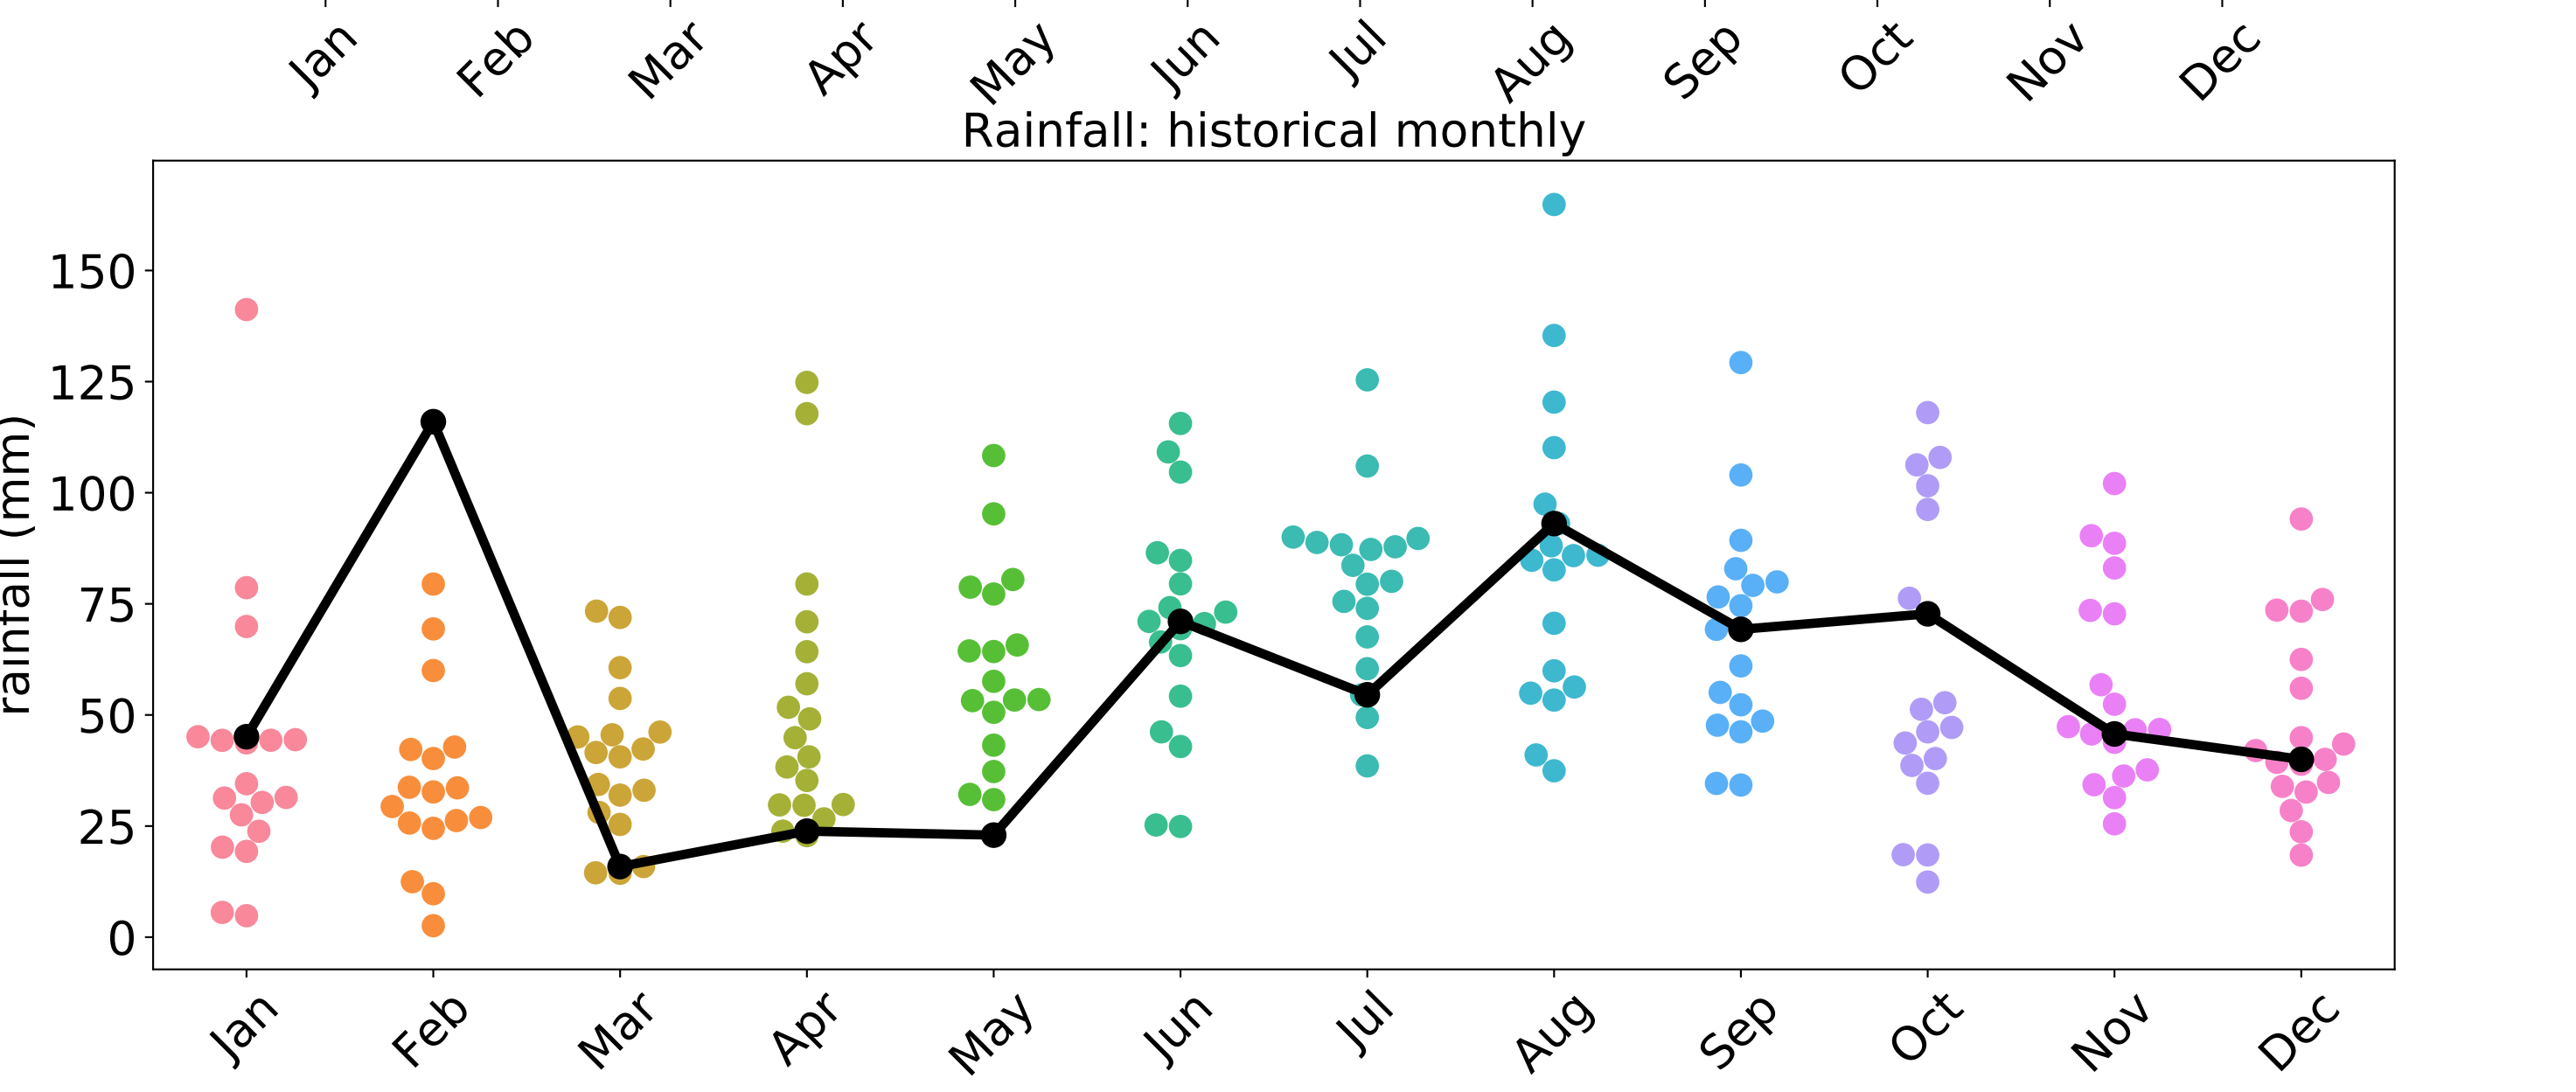 Jan Feb Mar Apr May Jun Jul Aug Sep Oct Nov Dec
Rainfall: historical monthly
rainfall (mm)
150
125
100
75
50
25
0
Jan Feb Mar Apr May Jun Jul Aug Sep Oct Nov Dec